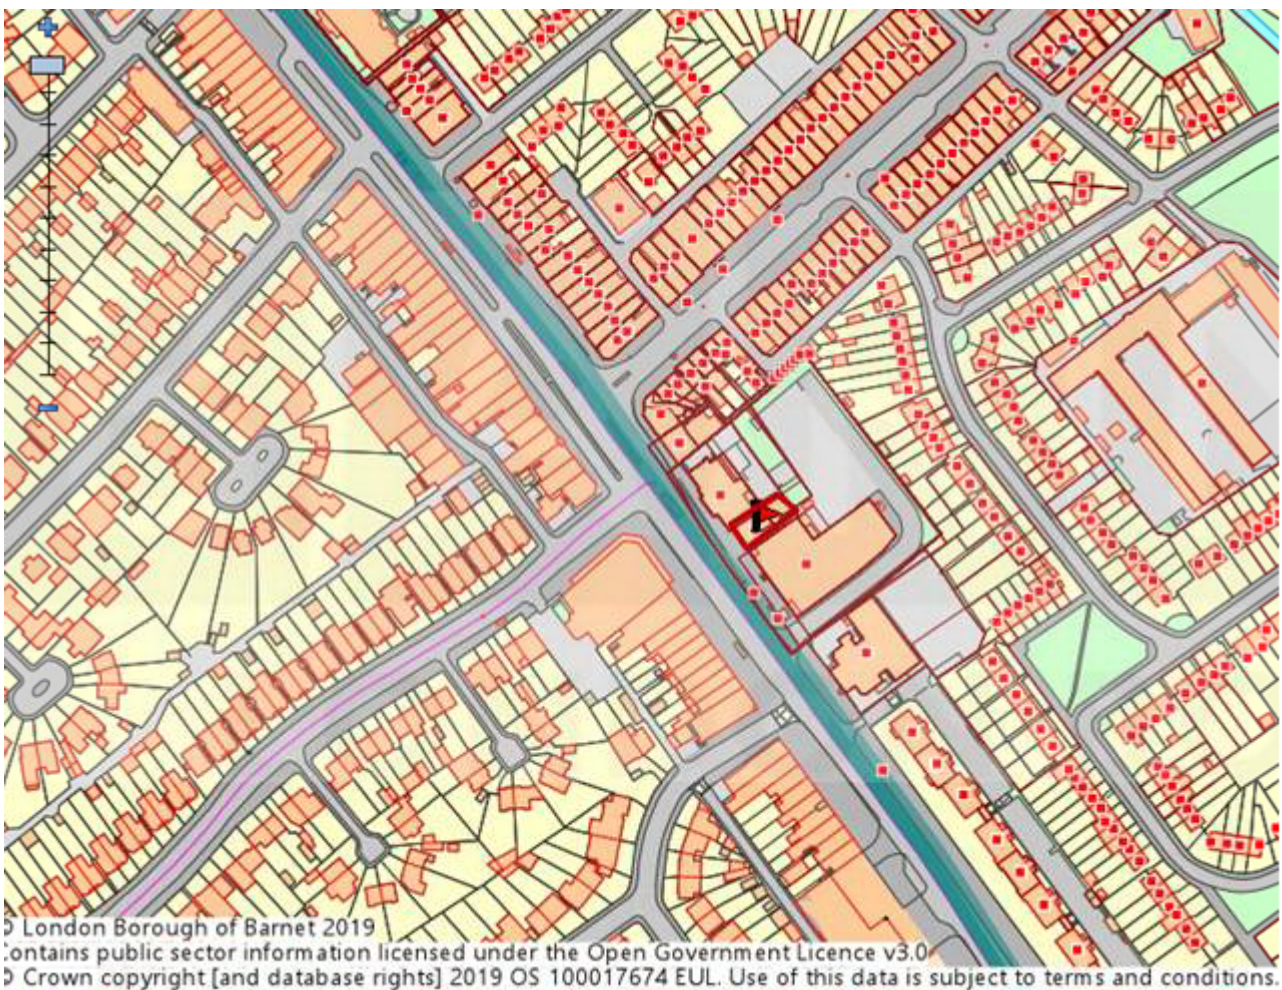 © London Borough of Barnet 2019
Contains public sector information licensed under the Open Government Licence v3.0
© Crown copyright [and database rights] 2019 OS 100017674 EUL. Use of this data is subject to terms and conditions.